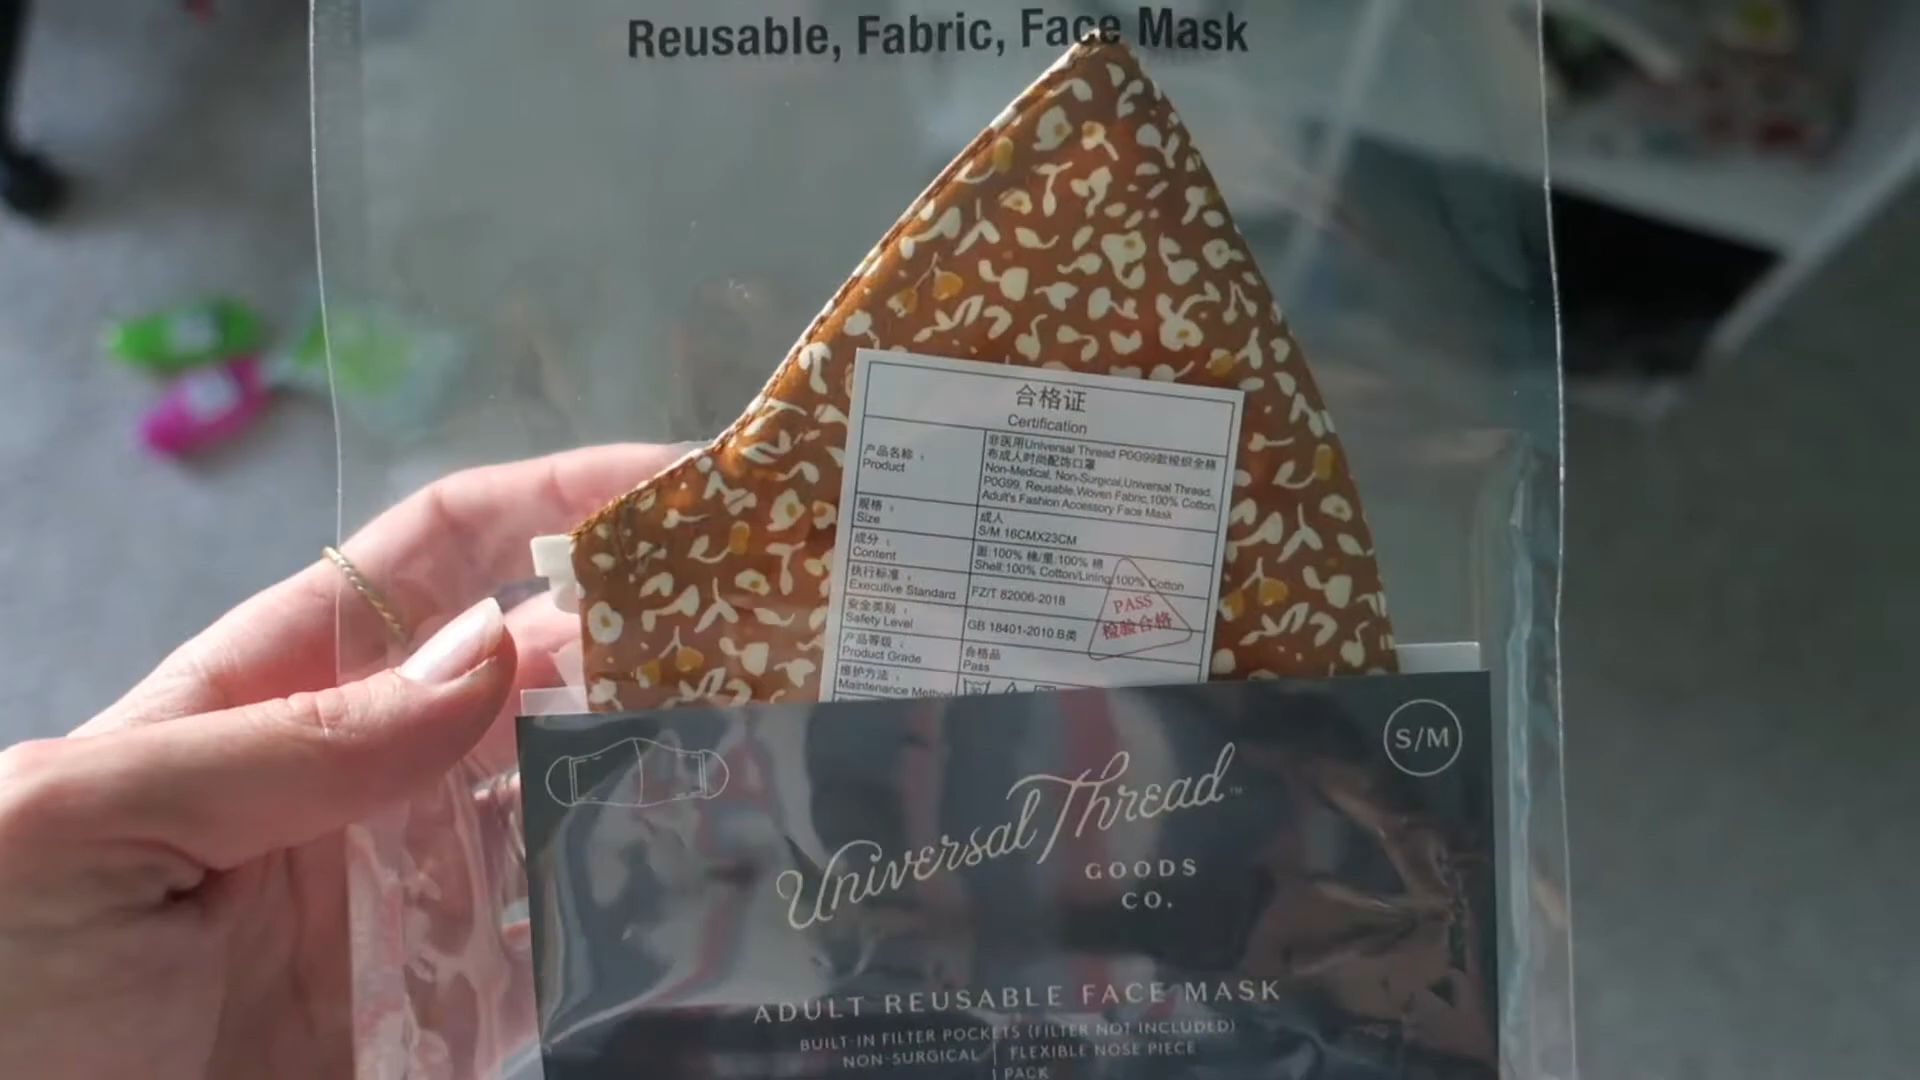 Reusable, Fabric, Face Mask
合格证
Certification
产品名称：
Product
非医用Universal Thread P0G99款梭织全棉
布成人时尚配饰口罩
Non-Medical, Non-Surgical,Universal Thread,
P0G99, Reusable,Woven Fabric,100% Cotton,
Adult's Fashion Accessory Face Mask
规格：
Size
成人
S/M 16CMX23CM
成分：
Content
面:100% 棉/里:100% 棉
Shell:100% Cotton/Lining:100% Cotton
执行标准：
Executive Standard
FZ/T 82006-2018
安全类别：
Safety Level
GB 18401-2010 B类
产品等级：
Product Grade
合格品
Pass
PASS
检验合格
维护方法：
Maintenance Method
S/M
Universal Thread™
GOODS
CO.
ADULT REUSABLE FACE MASK
BUILT-IN FILTER POCKETS (FILTER NOT INCLUDED)
NON-SURGICAL | FLEXIBLE NOSE PIECE
1 PACK